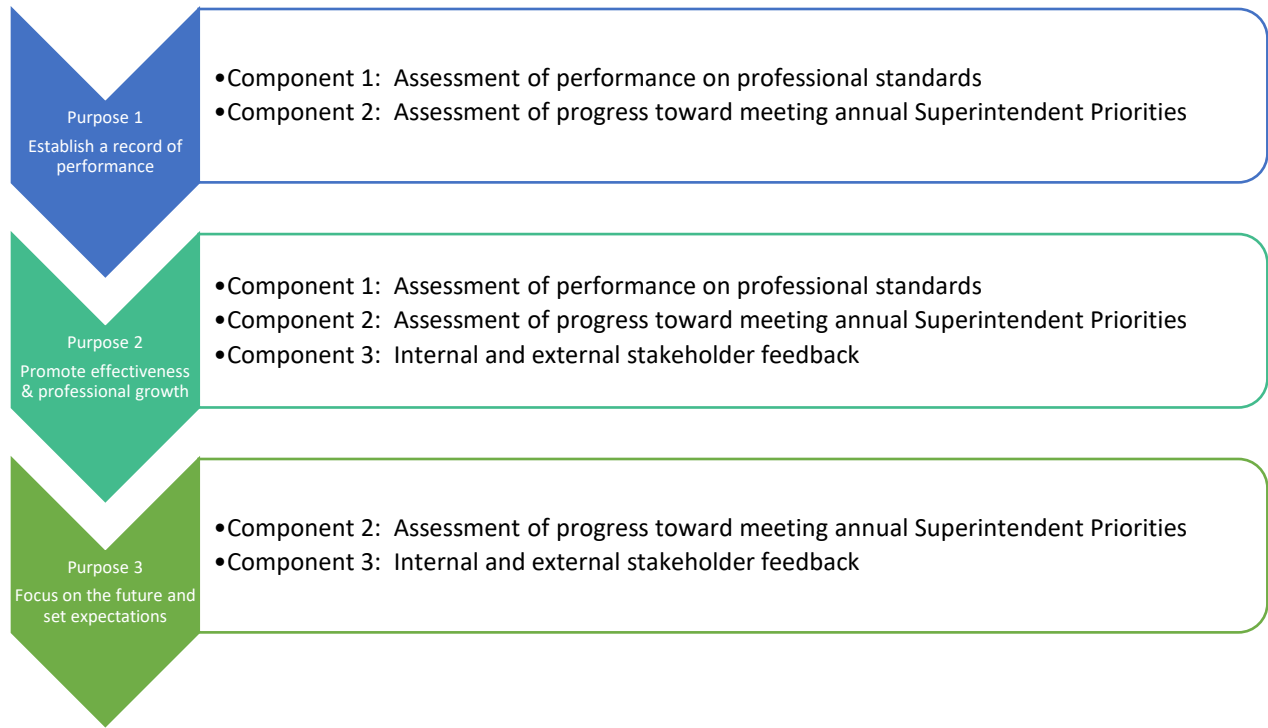 Purpose 1
Establish a record of
performance
•Component 1:  Assessment of performance on professional standards
•Component 2:  Assessment of progress toward meeting annual Superintendent Priorities
Purpose 2
Promote effectiveness
& professional growth
•Component 1:  Assessment of performance on professional standards
•Component 2:  Assessment of progress toward meeting annual Superintendent Priorities
•Component 3:  Internal and external stakeholder feedback
Purpose 3
Focus on the future and
set expectations
•Component 2:  Assessment of progress toward meeting annual Superintendent Priorities
•Component 3:  Internal and external stakeholder feedback